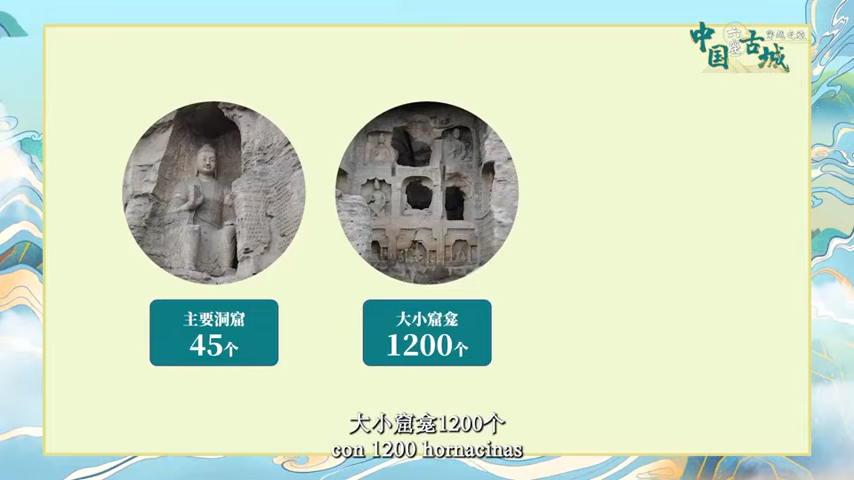 中国古城
主要洞窟
45个
大小窟龛
1200个
大小窟龛1200个
con 1200 hornacinas